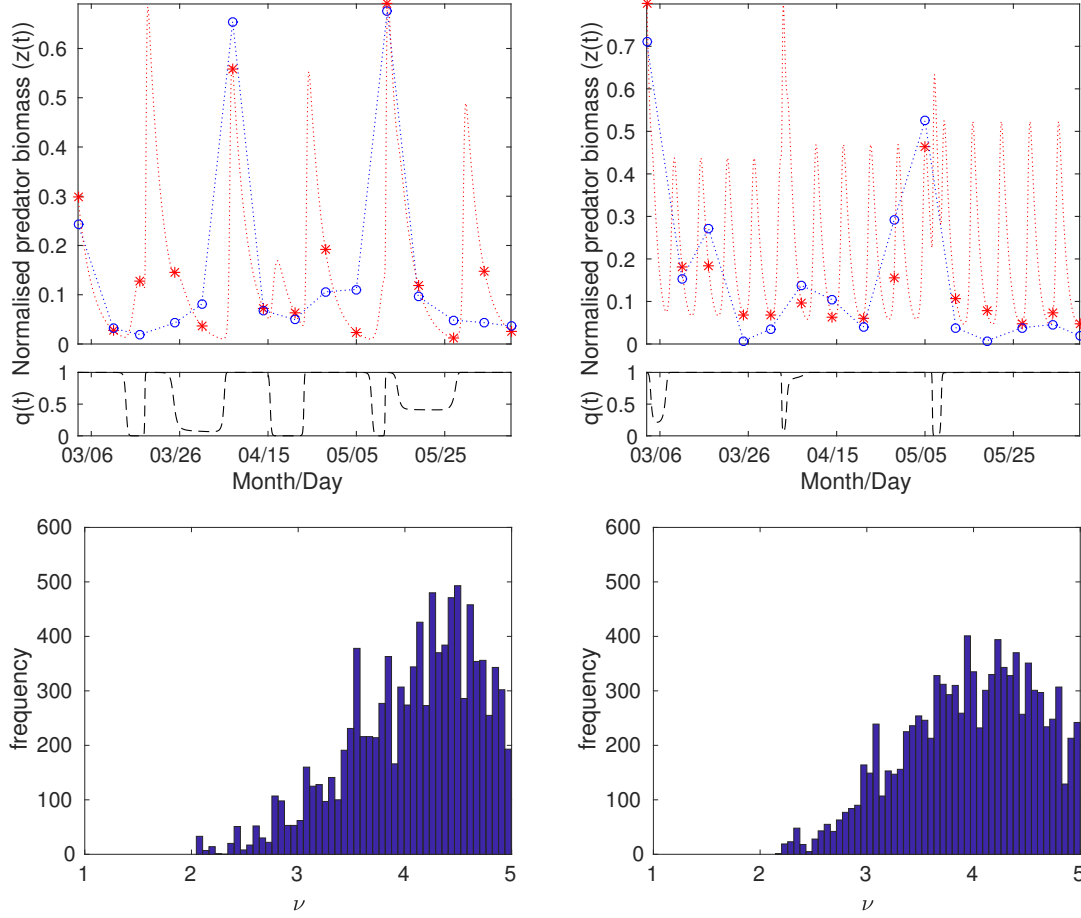 Normalised predator biomass (z(t))
0.6
0.5
0.4
0.3
0.2
0.1
0
q(t)
1
0.5
0
03/06 03/26 04/15 05/05 05/25
Month/Day
Normalised predator biomass (z(t))
0.7
0.6
0.5
0.4
0.3
0.2
0.1
0
q(t)
1
0.5
0
03/06 03/26 04/15 05/05 05/25
Month/Day
frequency
600
500
400
300
200
100
0
1 2 3 4 5
ν
frequency
600
500
400
300
200
100
0
1 2 3 4 5
ν